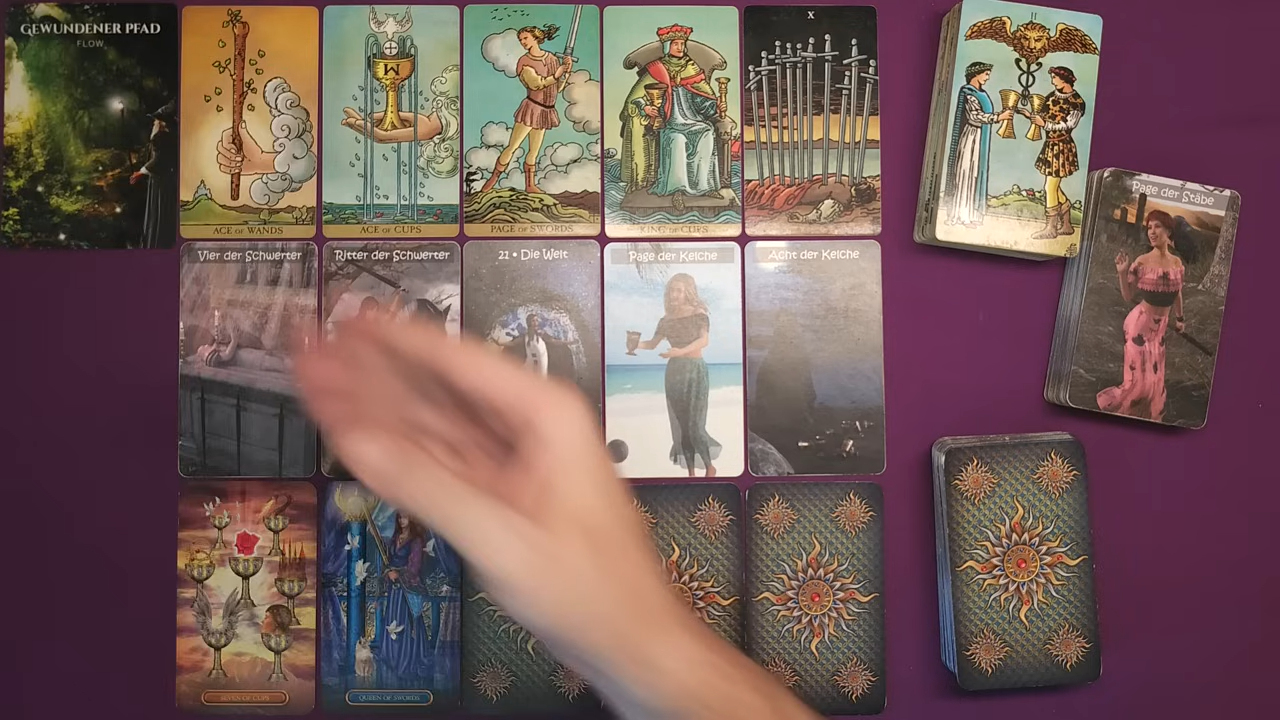 GEWUNDENER PFAD
FLOW
ACE OF WANDS
ACE OF CUPS
PAGE OF SWORDS
KING OF CUPS
X
Page der Stäbe
Vier der Schwerter
Ritter der Schwerter
21 • Die Welt
Page der Kelche
Acht der Kelche
SEVEN OF CUPS
QUEEN OF SWORDS